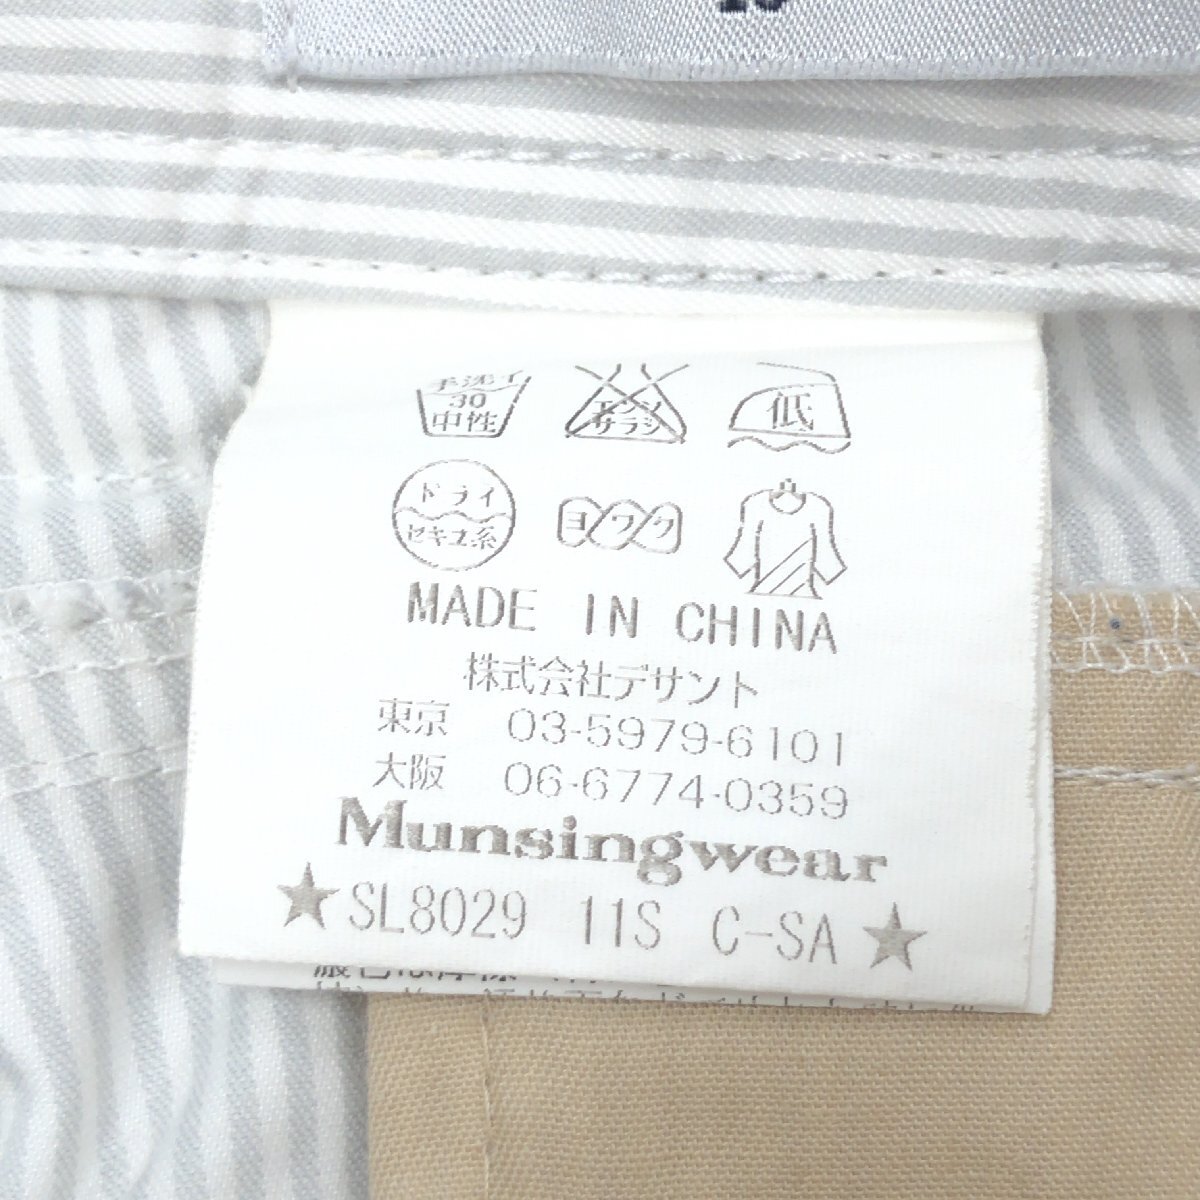 手洗イ
30
中性
エンソ
サラシ
低
ドライ
セキユ系
ヨワク
MADE IN CHINA
株式会社デサント
東京 03-5979-6101
大阪 06-6774-0359
Munsingwear
★SL8029 11S C-SA★